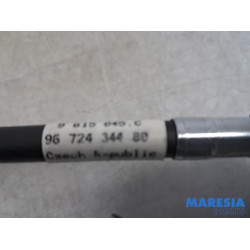 9 815 045.C
96 724 344 80
Czech Republic
MARESIA